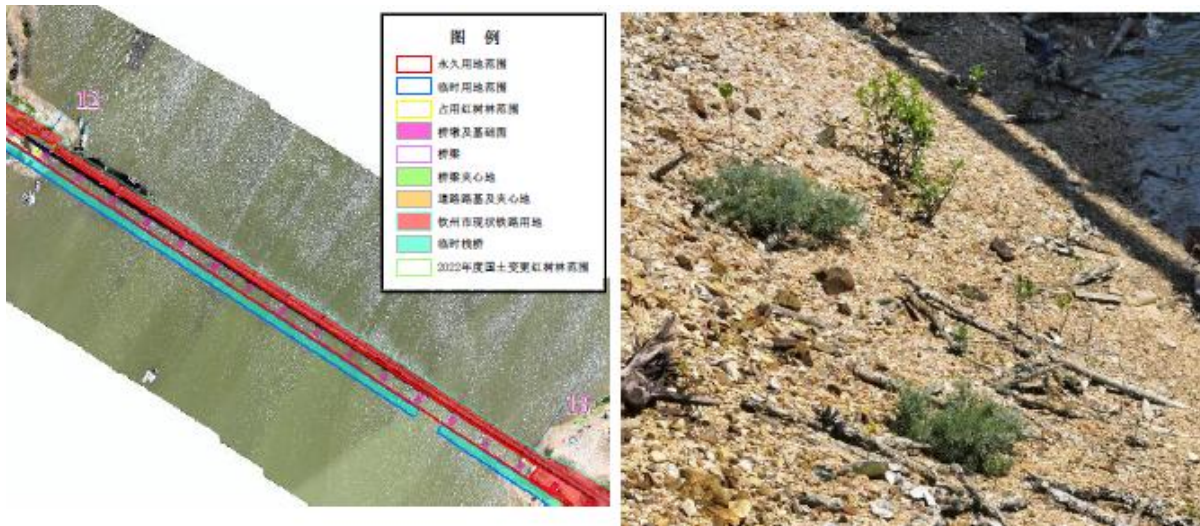 图 例
永久用地范围
临时用地范围
占用红树林范围
桥墩及基础面
桥梁
桥梁夹心地
道路路基及夹心地
钦州市现状铁路用地
临时栈桥
2022年度国土变更红树林范围
12
13